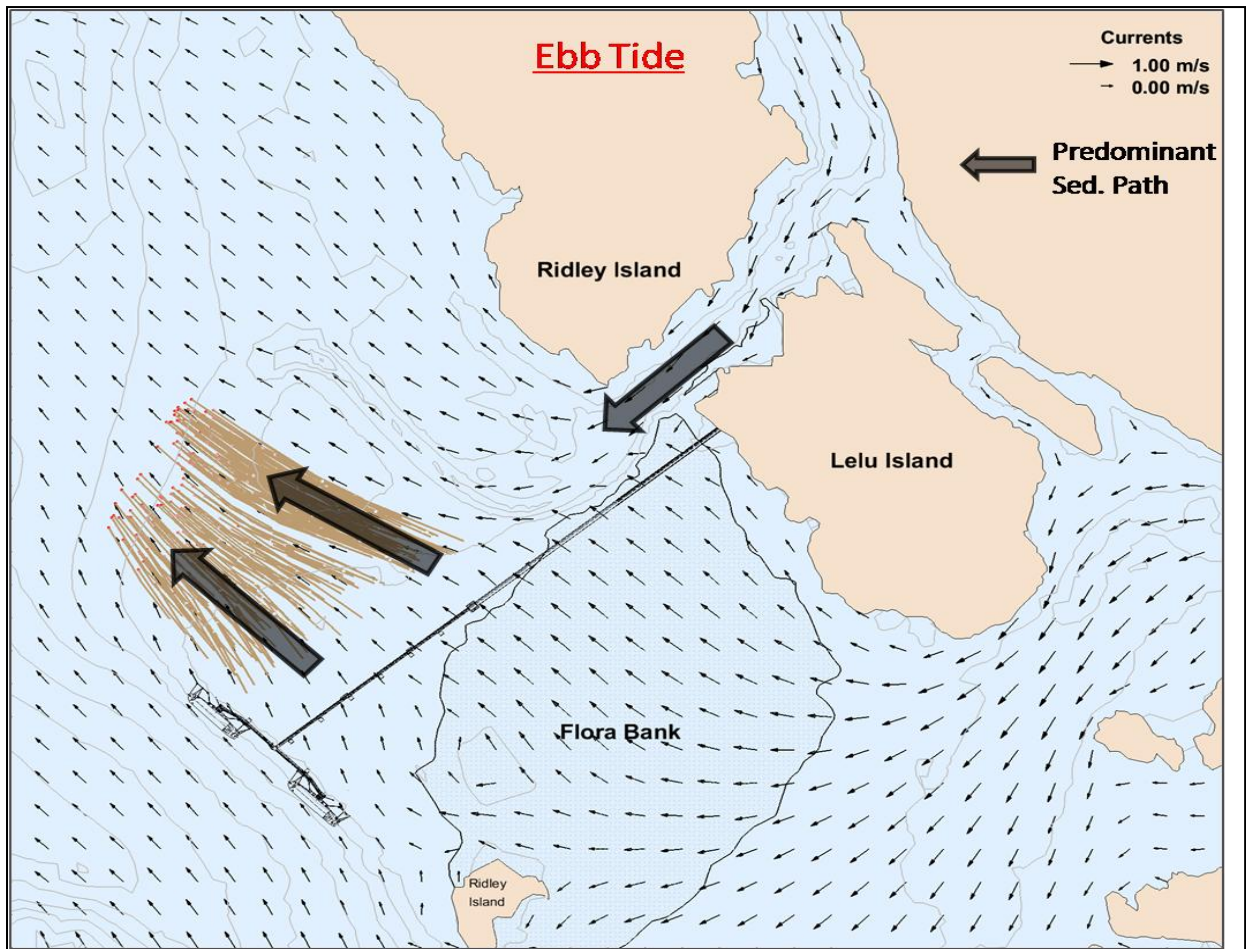 Ebb Tide
Currents
1.00 m/s
0.00 m/s
Predominant
Sed. Path
Ridley Island
Lelu Island
Flora Bank
Ridley
Island